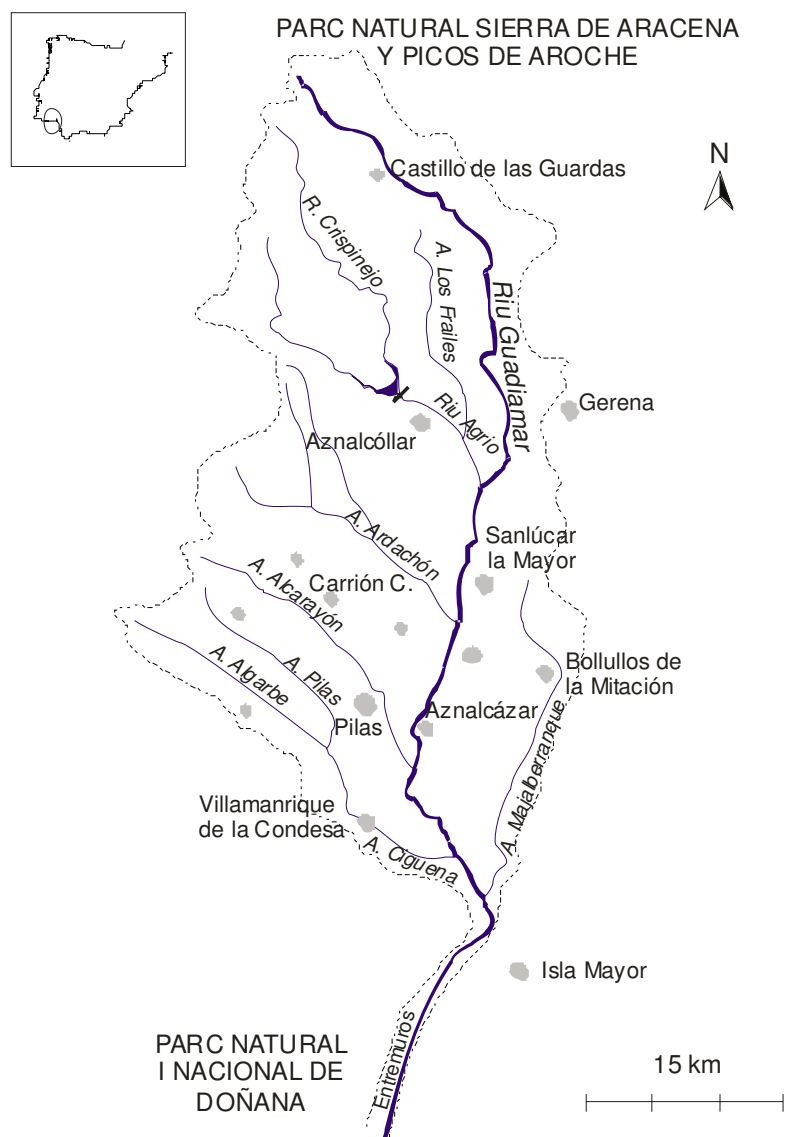 PARC NATURAL SIERRA DE ARACENA
Y PICOS DE AROCHE
N
Castillo de las Guardas
R. Crispinejo
A. Los Frailes
Riu Guadiamar
Gerena
Riu Agrio
Aznalcóllar
A. Ardachón
Sanlúcar
la Mayor
Carrión C.
A. Alcarayón
A. Pilas
A. Algarbe
Bollullos de
la Mitación
Aznalcázar
Pilas
A. Majalberranque
Villamanrique
de la Condesa
A. Ciguena
Isla Mayor
Entremuros
PARC NATURAL
I NACIONAL DE
DOÑANA
15 km